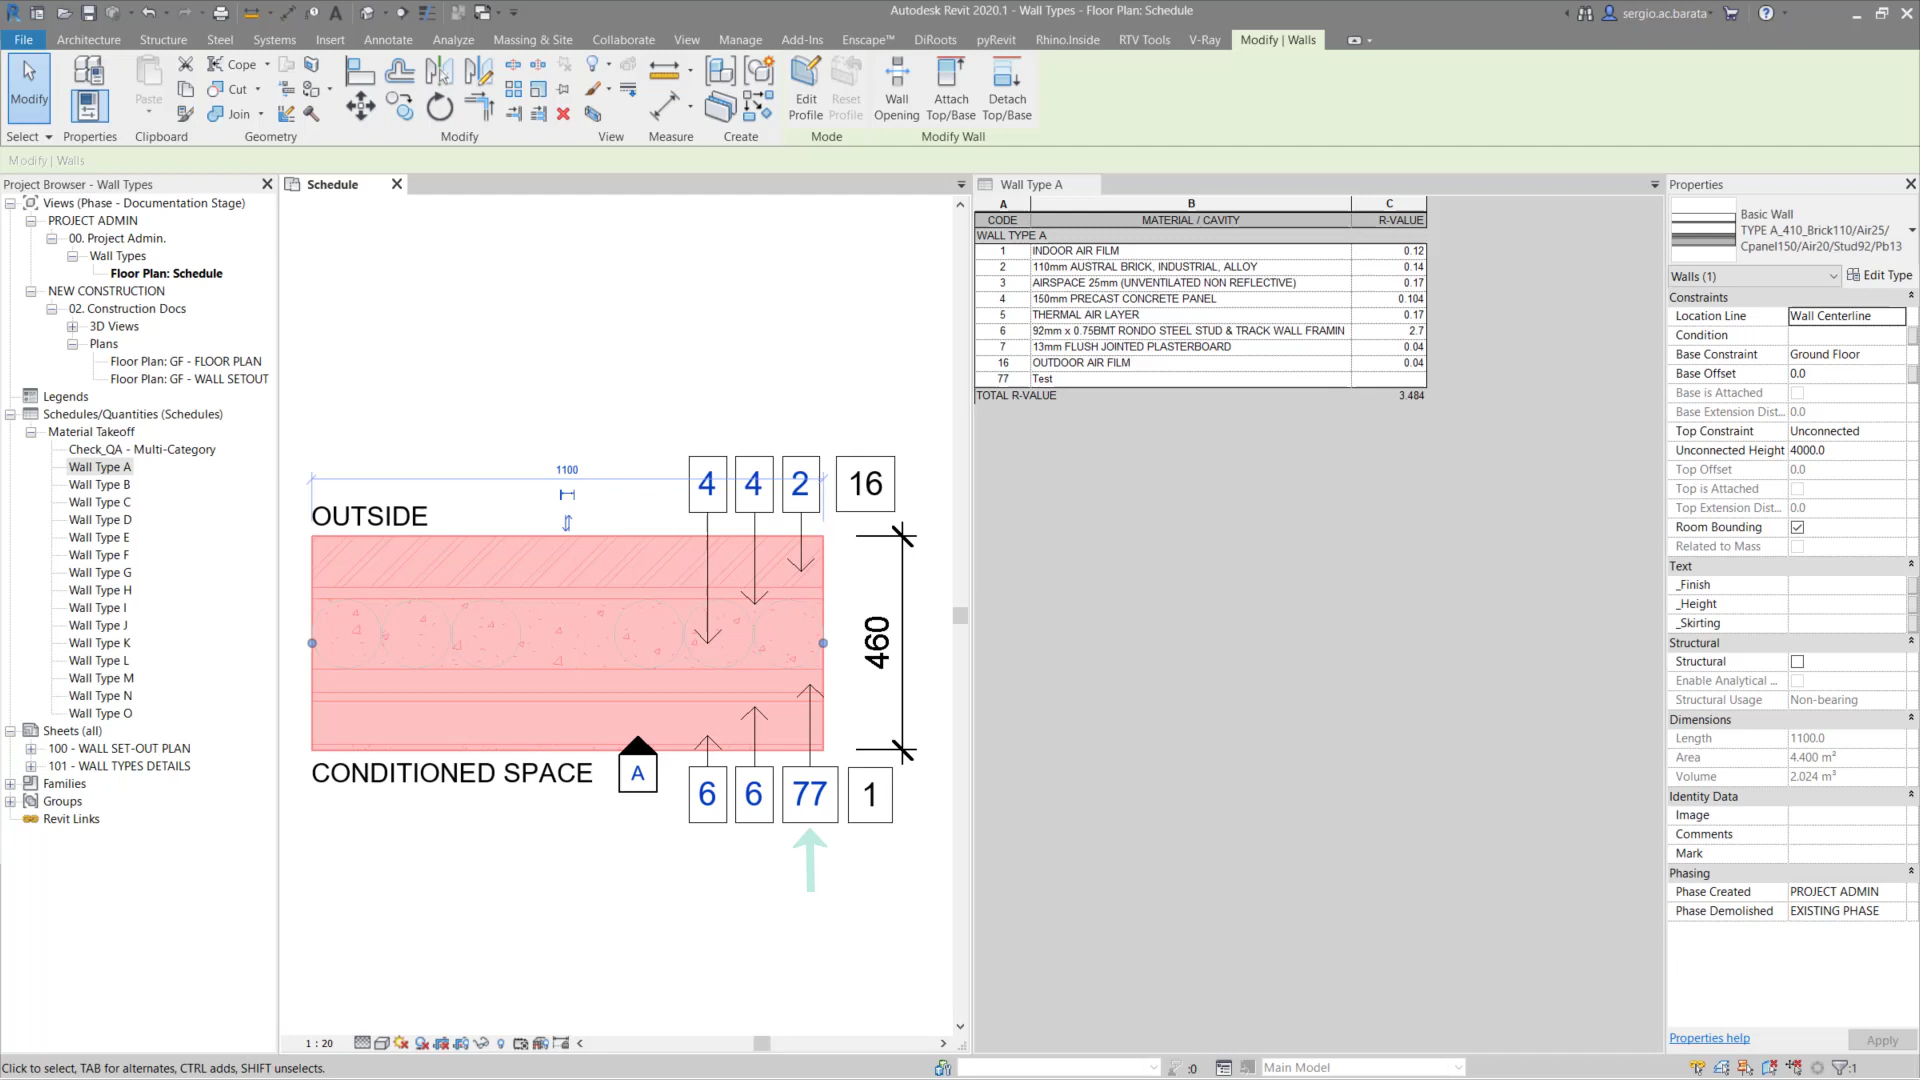 Autodesk Revit 2020.1 - Wall Types - Floor Plan: Schedule
sergio.ac.barata
File Architecture Structure Steel Systems Insert Annotate Analyze Massing & Site Collaborate View Manage Add-Ins Enscape™ DiRoots pyRevit Rhino.Inside RTV Tools V-Ray Modify | Walls
Modify
Paste
Cope
Cut
Join
Edit Profile
Reset Profile
Wall Opening
Attach Top/Base
Detach Top/Base
Select Properties Clipboard Geometry Modify View Measure Create Mode Modify Wall
Modify | Walls
Project Browser - Wall Types
Views (Phase - Documentation Stage)
PROJECT ADMIN
00. Project Admin.
Wall Types
Floor Plan: Schedule
NEW CONSTRUCTION
02. Construction Docs
3D Views
Plans
Floor Plan: GF - FLOOR PLAN
Floor Plan: GF - WALL SETOUT
Legends
Schedules/Quantities (Schedules)
Material Takeoff
Check_QA - Multi-Category
Wall Type A
Wall Type B
Wall Type C
Wall Type D
Wall Type E
Wall Type F
Wall Type G
Wall Type H
Wall Type I
Wall Type J
Wall Type K
Wall Type L
Wall Type M
Wall Type N
Wall Type O
Sheets (all)
100 - WALL SET-OUT PLAN
101 - WALL TYPES DETAILS
Families
Groups
Revit Links
Schedule
1100
4 4 2 16
OUTSIDE
460
CONDITIONED SPACE
A
6 6 77 1
1 : 20
Wall Type A
A B C
CODE MATERIAL / CAVITY R-VALUE
WALL TYPE A
1 INDOOR AIR FILM 0.12
2 110mm AUSTRAL BRICK, INDUSTRIAL, ALLOY 0.14
3 AIRSPACE 25mm (UNVENTILATED NON REFLECTIVE) 0.17
4 150mm PRECAST CONCRETE PANEL 0.104
5 THERMAL AIR LAYER 0.17
6 92mm x 0.75BMT RONDO STEEL STUD & TRACK WALL FRAMIN 2.7
7 13mm FLUSH JOINTED PLASTERBOARD 0.04
16 OUTDOOR AIR FILM 0.04
77 Test
TOTAL R-VALUE 3.484
Properties
Basic Wall
TYPE A_410_Brick110/Air25/
Cpanel150/Air20/Stud92/Pb13
Walls (1) Edit Type
Constraints
Location Line Wall Centerline
Condition
Base Constraint Ground Floor
Base Offset 0.0
Base is Attached
Base Extension Dist... 0.0
Top Constraint Unconnected
Unconnected Height 4000.0
Top Offset 0.0
Top is Attached
Top Extension Dist... 0.0
Room Bounding
Related to Mass
Text
_Finish
_Height
_Skirting
Structural
Structural
Enable Analytical ...
Structural Usage Non-bearing
Dimensions
Length 1100.0
Area 4.400 m²
Volume 2.024 m³
Identity Data
Image
Comments
Mark
Phasing
Phase Created PROJECT ADMIN
Phase Demolished EXISTING PHASE
Properties help Apply
Click to select, TAB for alternates, CTRL adds, SHIFT unselects.
:0
Main Model
:1